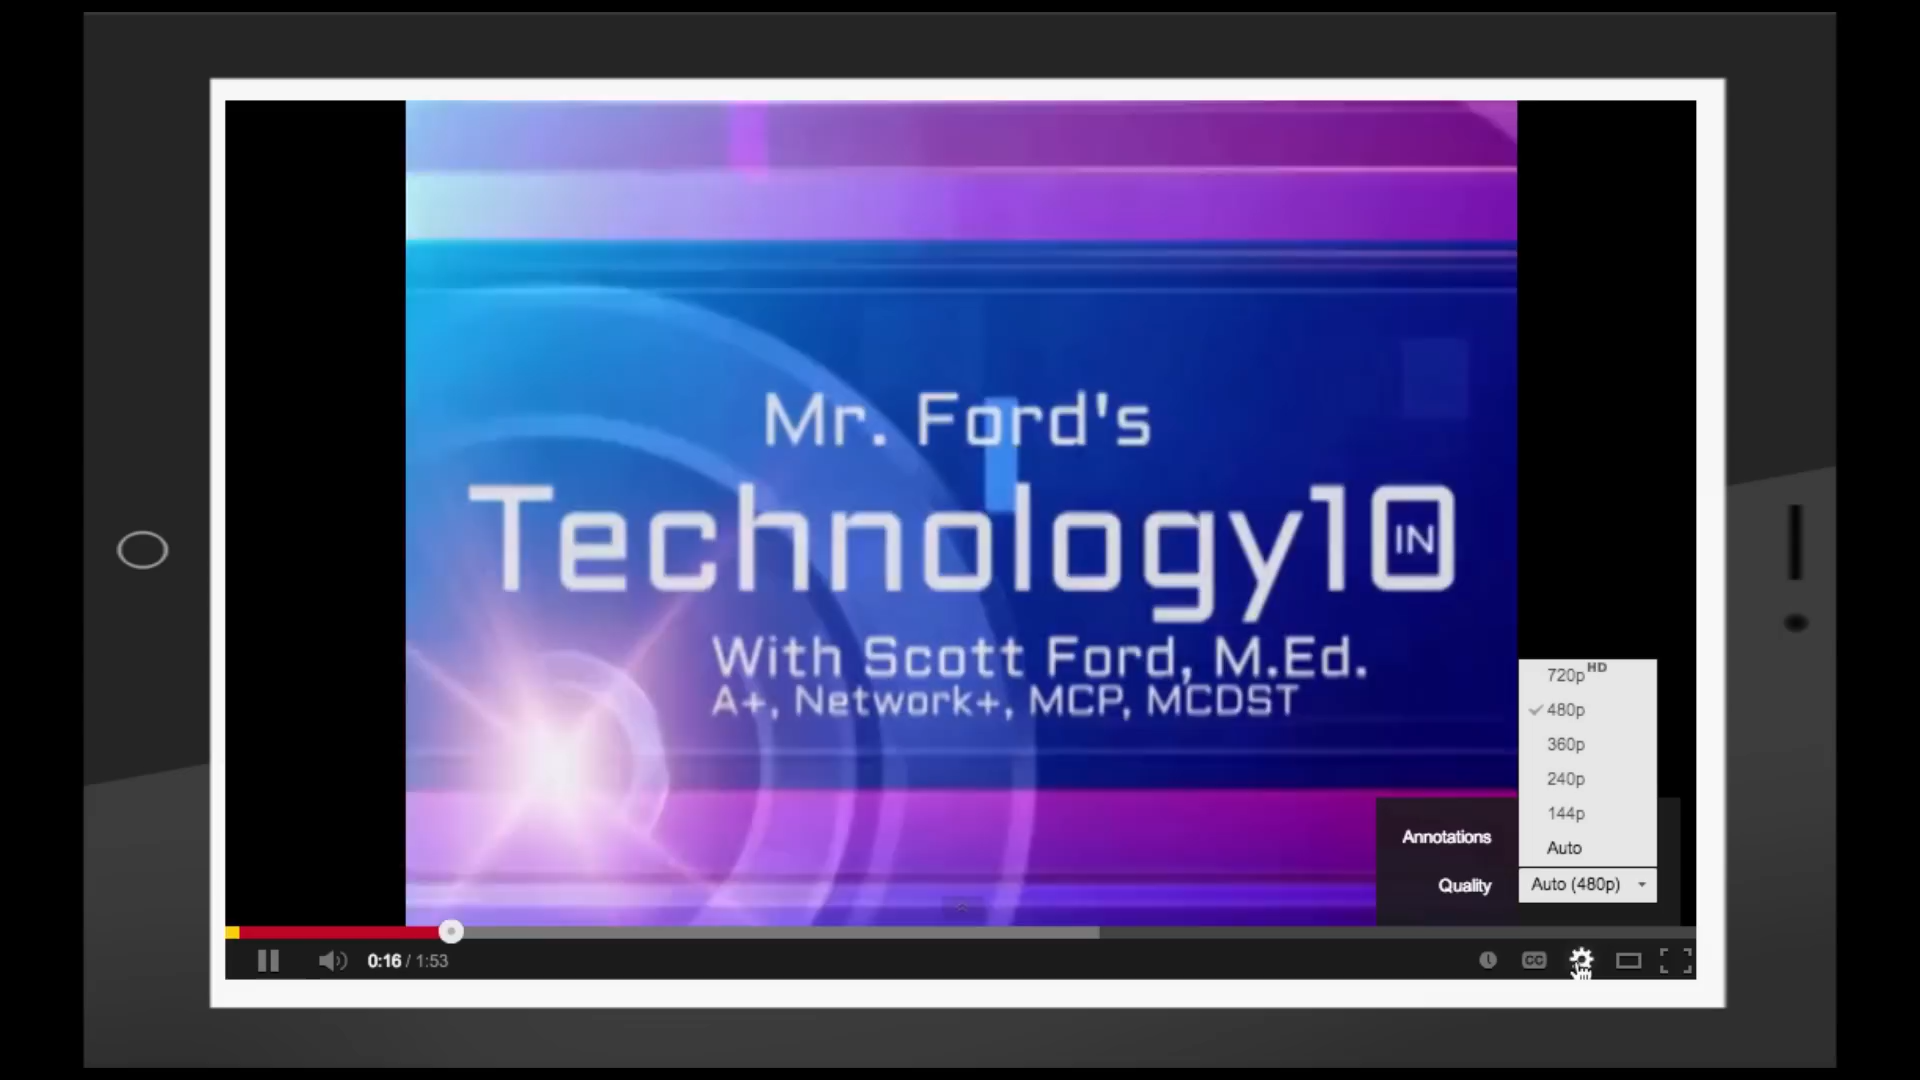 Mr. Ford's
Technology10
IN
With Scott Ford, M.Ed.
A+, Network+, MCP, MCDST
720p HD
480p
360p
240p
144p
Auto
Annotations
Quality
Auto (480p)
0:16 / 1:53
CC